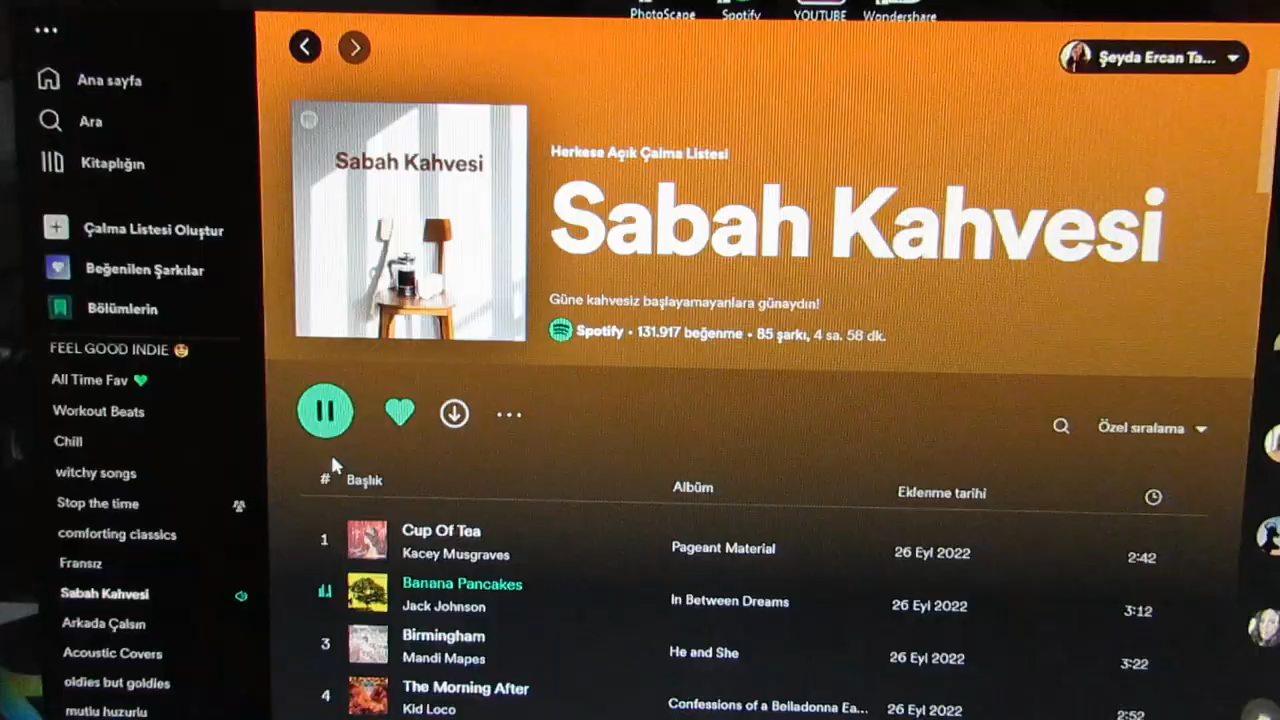 PhotoScape
Spotify
YOUTUBE
Wondershare
Ana sayfa
Ara
Kitaplığın
Çalma Listesi Oluştur
Beğenilen Şarkılar
Bölümlerin
FEEL GOOD INDIE
All Time Fav
Workout Beats
Chill
witchy songs
Stop the time
comforting classics
Fransız
Sabah Kahvesi
Arkada Çalsın
Acoustic Covers
oldies but goldies
mutlu huzurlu
Şeyda Ercan Ta...
Sabah Kahvesi
Herkese Açık Çalma Listesi
Sabah Kahvesi
Güne kahvesiz başlayamayanlara günaydın!
Spotify • 131.917 beğenme • 85 şarkı, 4 sa. 58 dk.
Özel sıralama
# Başlık Albüm Eklenme tarihi
1 Cup Of Tea Pageant Material 26 Eyl 2022 2:42
Kacey Musgraves
Banana Pancakes In Between Dreams 26 Eyl 2022 3:12
Jack Johnson
3 Birmingham He and She 26 Eyl 2022 3:22
Mandi Mapes
4 The Morning After Confessions of a Belladonna Ea... 26 Eyl 2022 2:52
Kid Loco